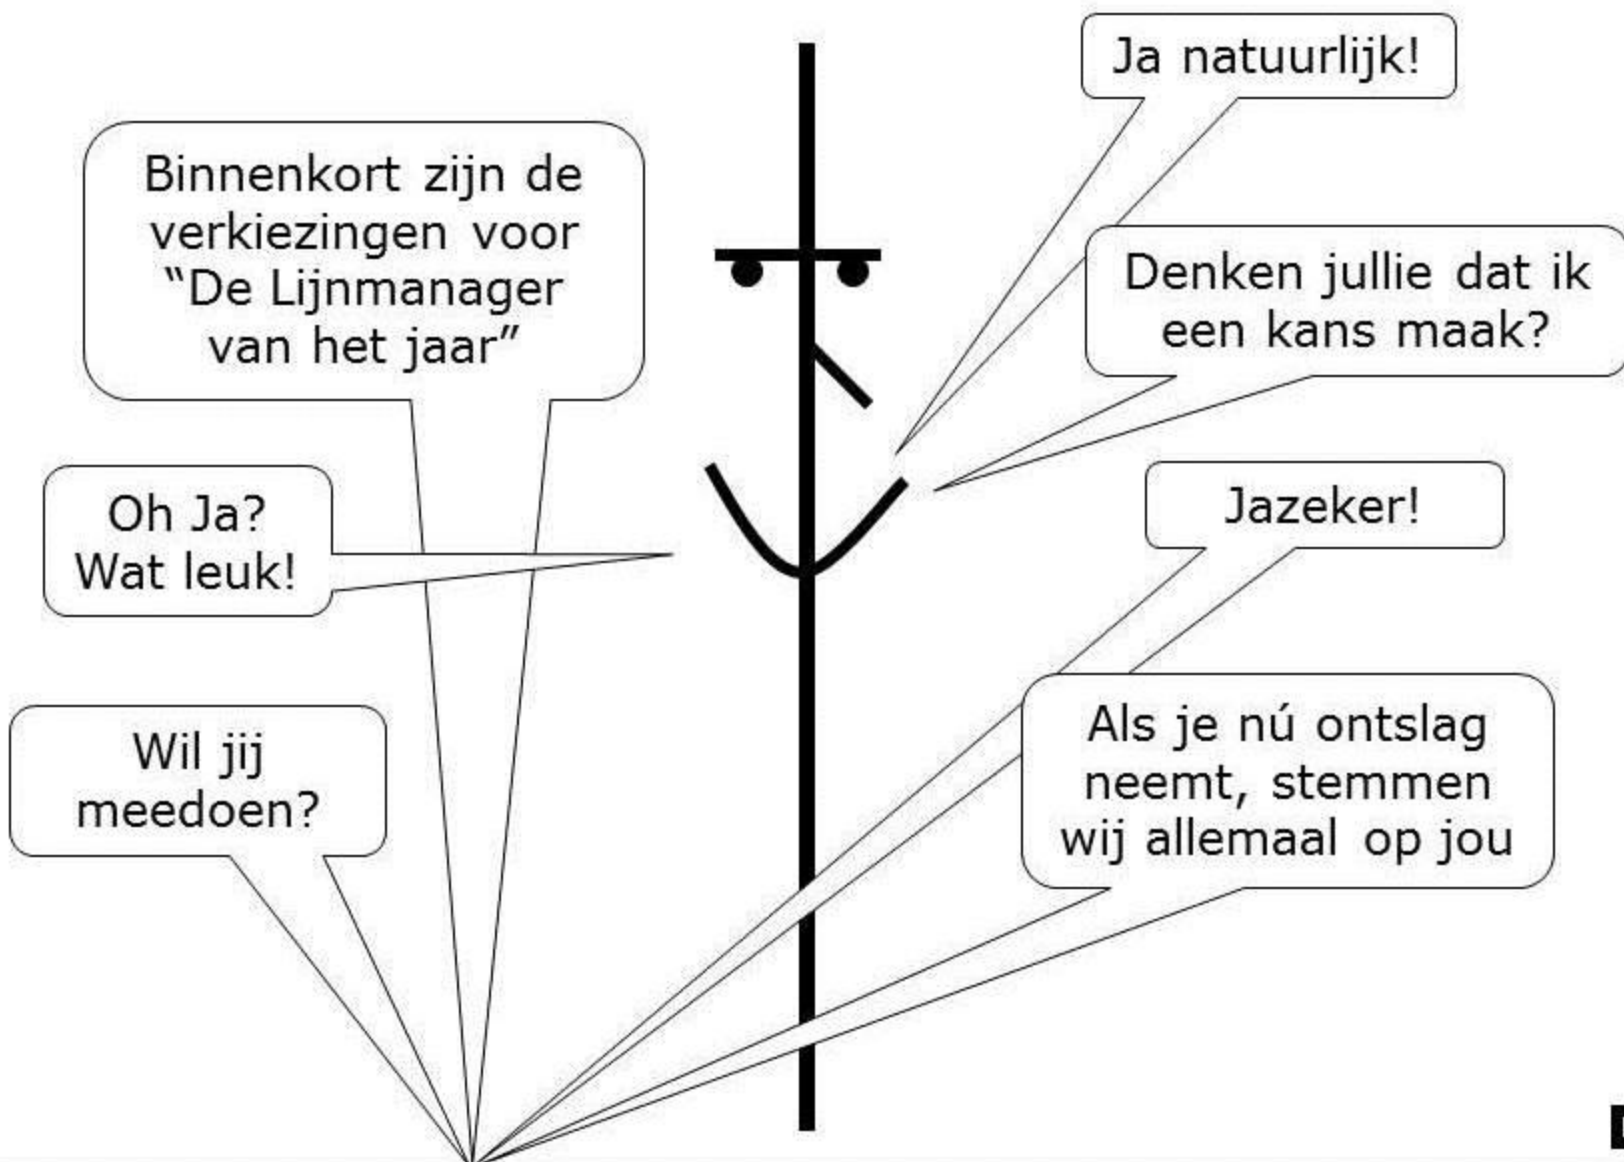 Binnenkort zijn de
verkiezingen voor
“De Lijnmanager
van het jaar”
Oh Ja?
Wat leuk!
Wil jij
meedoen?
Ja natuurlijk!
Denken jullie dat ik
een kans maak?
Jazeker!
Als je nú ontslag
neemt, stemmen
wij allemaal op jou